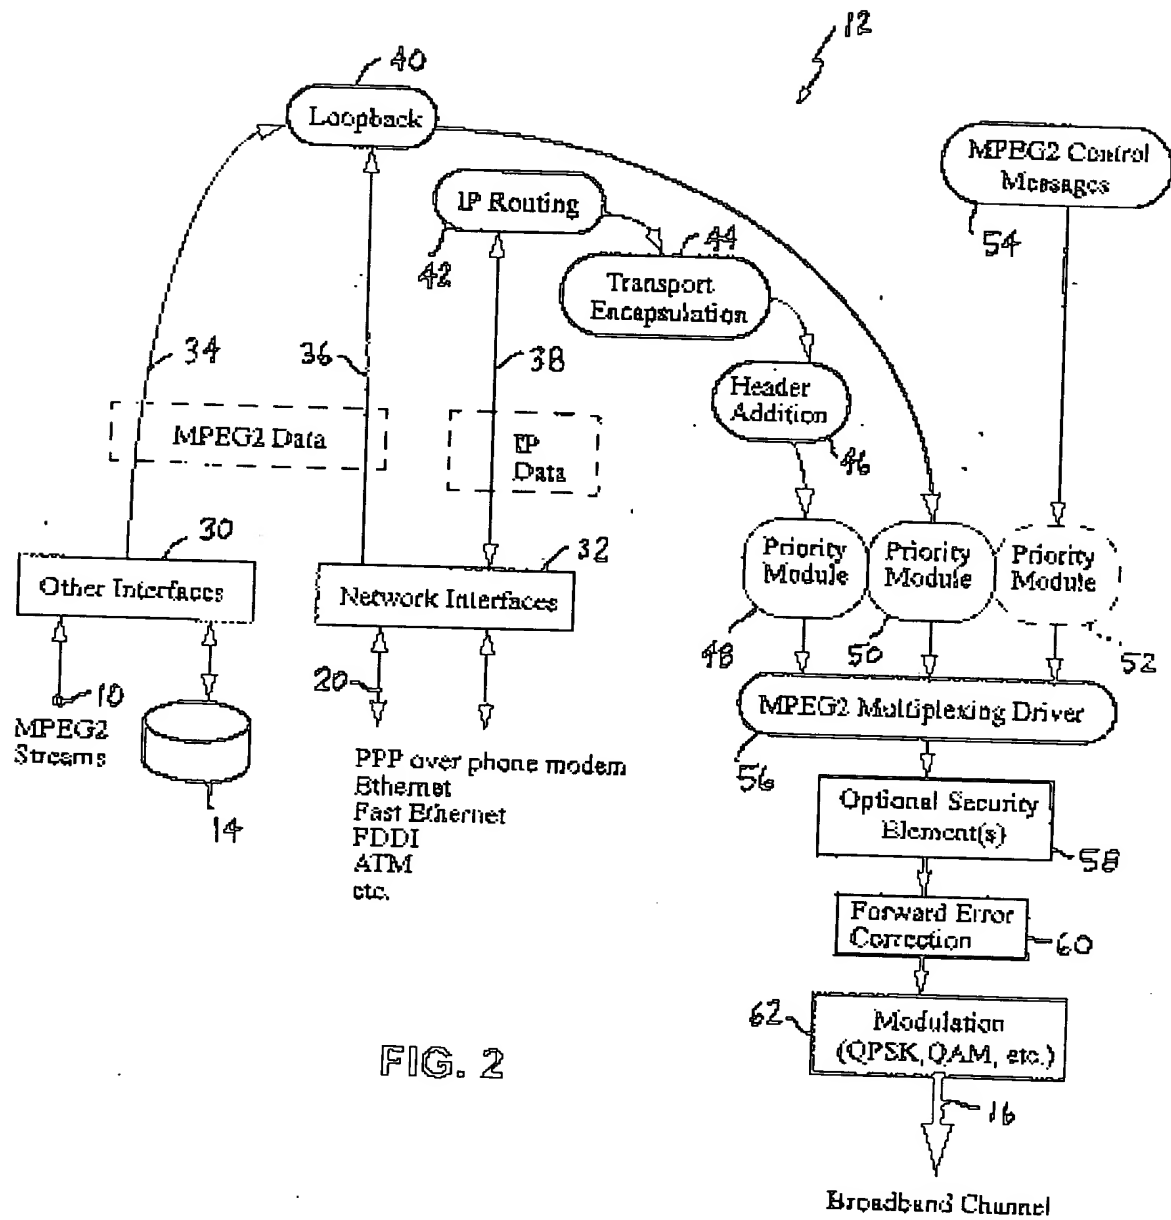 12
40
Loopback
MPEG2 Control
Messages
54
IP Routing
42
44
Transport
Encapsulation
34
36
38
Header
Addition
46
MPEG2 Data
IP
Data
30
32
Other Interfaces
Network Interfaces
Priority
Module
Priority
Module
Priority
Module
48
50
52
10
20
MPEG2
Streams
14
PPP over phone modem
Ethernet
Fast Ethernet
FDDI
ATM
etc.
MPEG2 Multiplexing Driver
56
Optional Security
Element(s)
58
Forward Error
Correction
60
62
Modulation
(QPSK, QAM, etc.)
FIG. 2
16
Broadband Channel